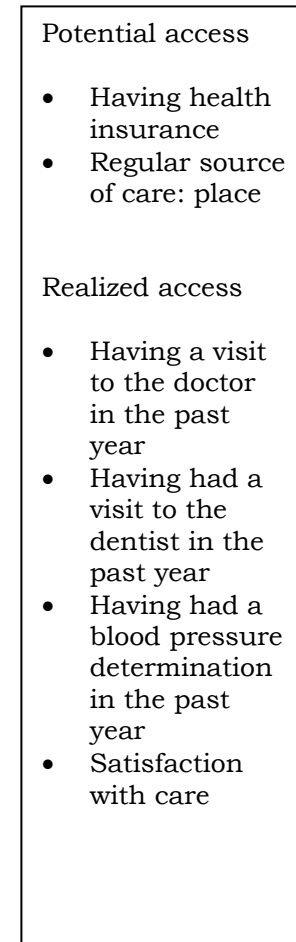 Potential access
• Having health
insurance
• Regular source
of care: place
Realized access
• Having a visit
to the doctor
in the past
year
• Having had a
visit to the
dentist in the
past year
• Having had a
blood pressure
determination
in the past
year
• Satisfaction
with care